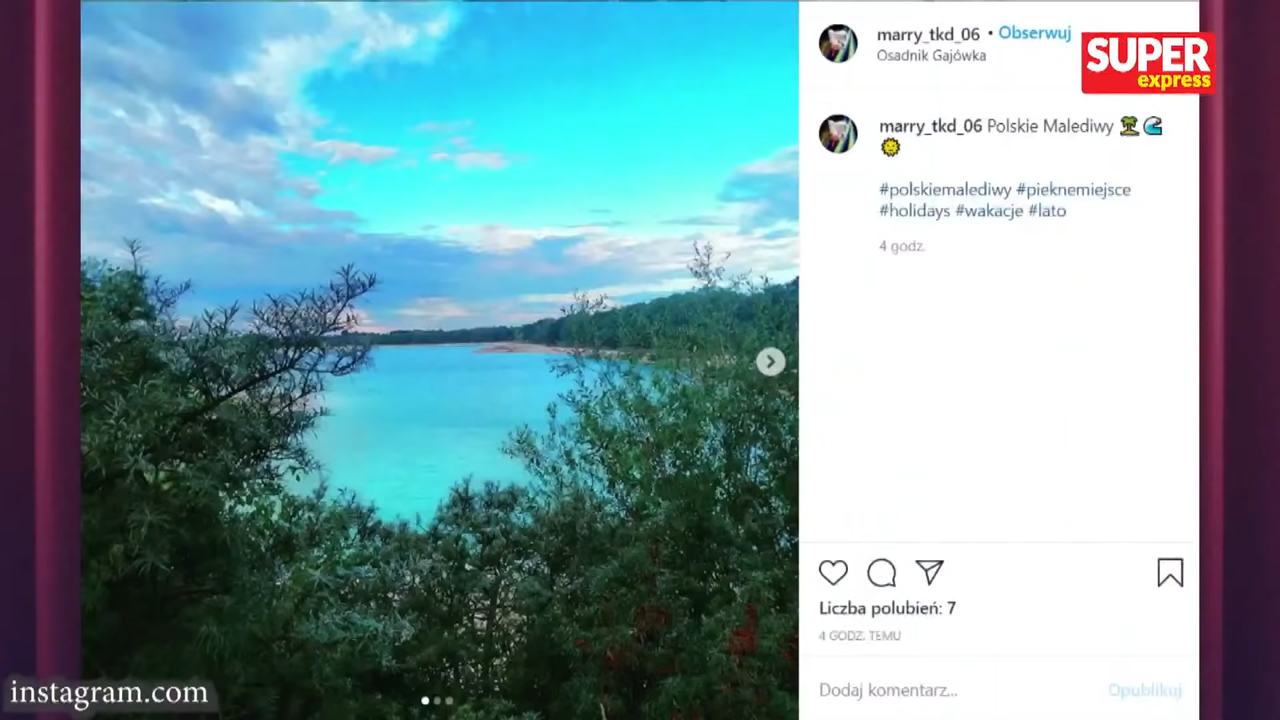 marry_tkd_06 • Obserwuj
Osadnik Gajówka
SUPER
express
marry_tkd_06 Polskie Malediwy 🏝️🌊
🌞
#polskiemalediwy #pieknemiejsce
#holidays #wakacje #lato
4 godz.
Liczba polubień: 7
4 GODZ. TEMU
Dodaj komentarz...
Opublikuj
instagram.com